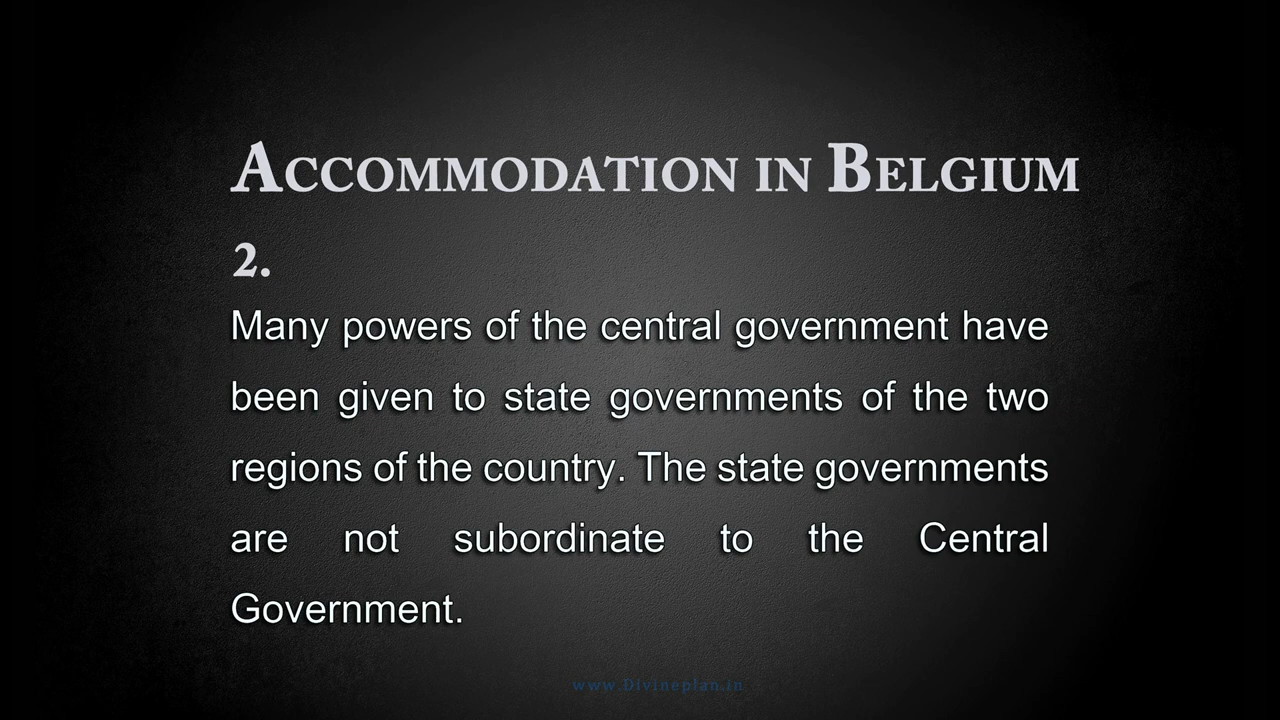 Accommodation in Belgium
2.
Many powers of the central government have
been given to state governments of the two
regions of the country. The state governments
are not subordinate to the Central
Government.
www.Divineplan.in